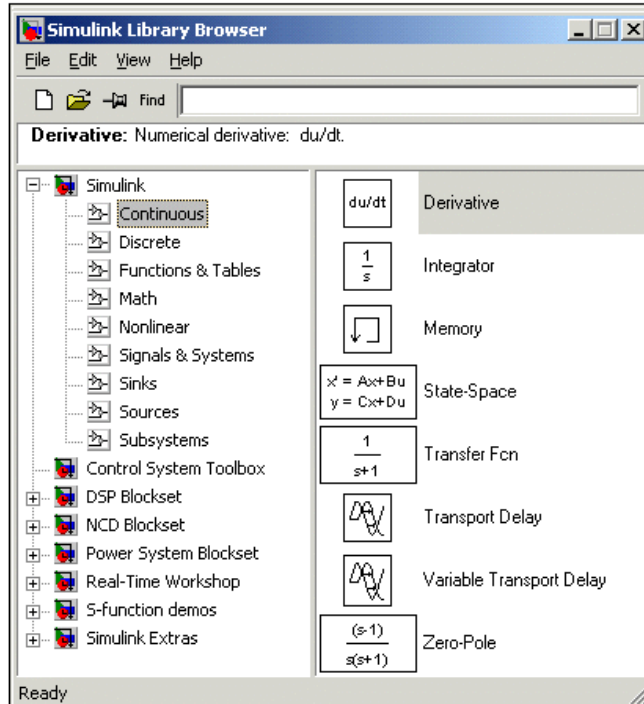 Simulink Library Browser
File Edit View Help
Find
Derivative: Numerical derivative: du/dt.
Simulink
Continuous
Discrete
Functions & Tables
Math
Nonlinear
Signals & Systems
Sinks
Sources
Subsystems
Control System Toolbox
DSP Blockset
NCD Blockset
Power System Blockset
Real-Time Workshop
S-function demos
Simulink Extras
du/dt Derivative
1
s
Integrator
Memory
x' = Ax+Bu
y = Cx+Du
State-Space
1
s+1
Transfer Fcn
Transport Delay
Variable Transport Delay
(s-1)
s(s+1)
Zero-Pole
Ready